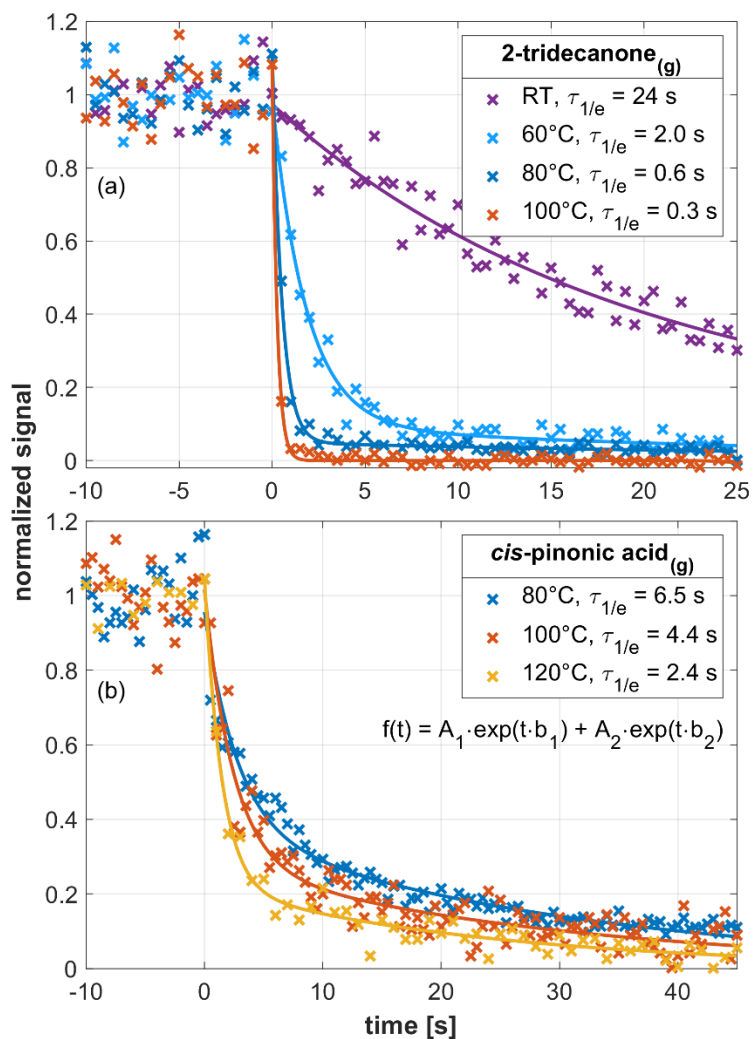 1.2
1
0.8
0.6
0.4
0.2
0
(a)
2-tridecanone(g)
RT, τ1/e = 24 s
60°C, τ1/e = 2.0 s
80°C, τ1/e = 0.6 s
100°C, τ1/e = 0.3 s
-10 -5 0 5 10 15 20 25
normalized signal
1.2
1
0.8
0.6
0.4
0.2
0
(b)
cis-pinonic acid(g)
80°C, τ1/e = 6.5 s
100°C, τ1/e = 4.4 s
120°C, τ1/e = 2.4 s
f(t) = A1·exp(t·b1) + A2·exp(t·b2)
-10 0 10 20 30 40
time [s]